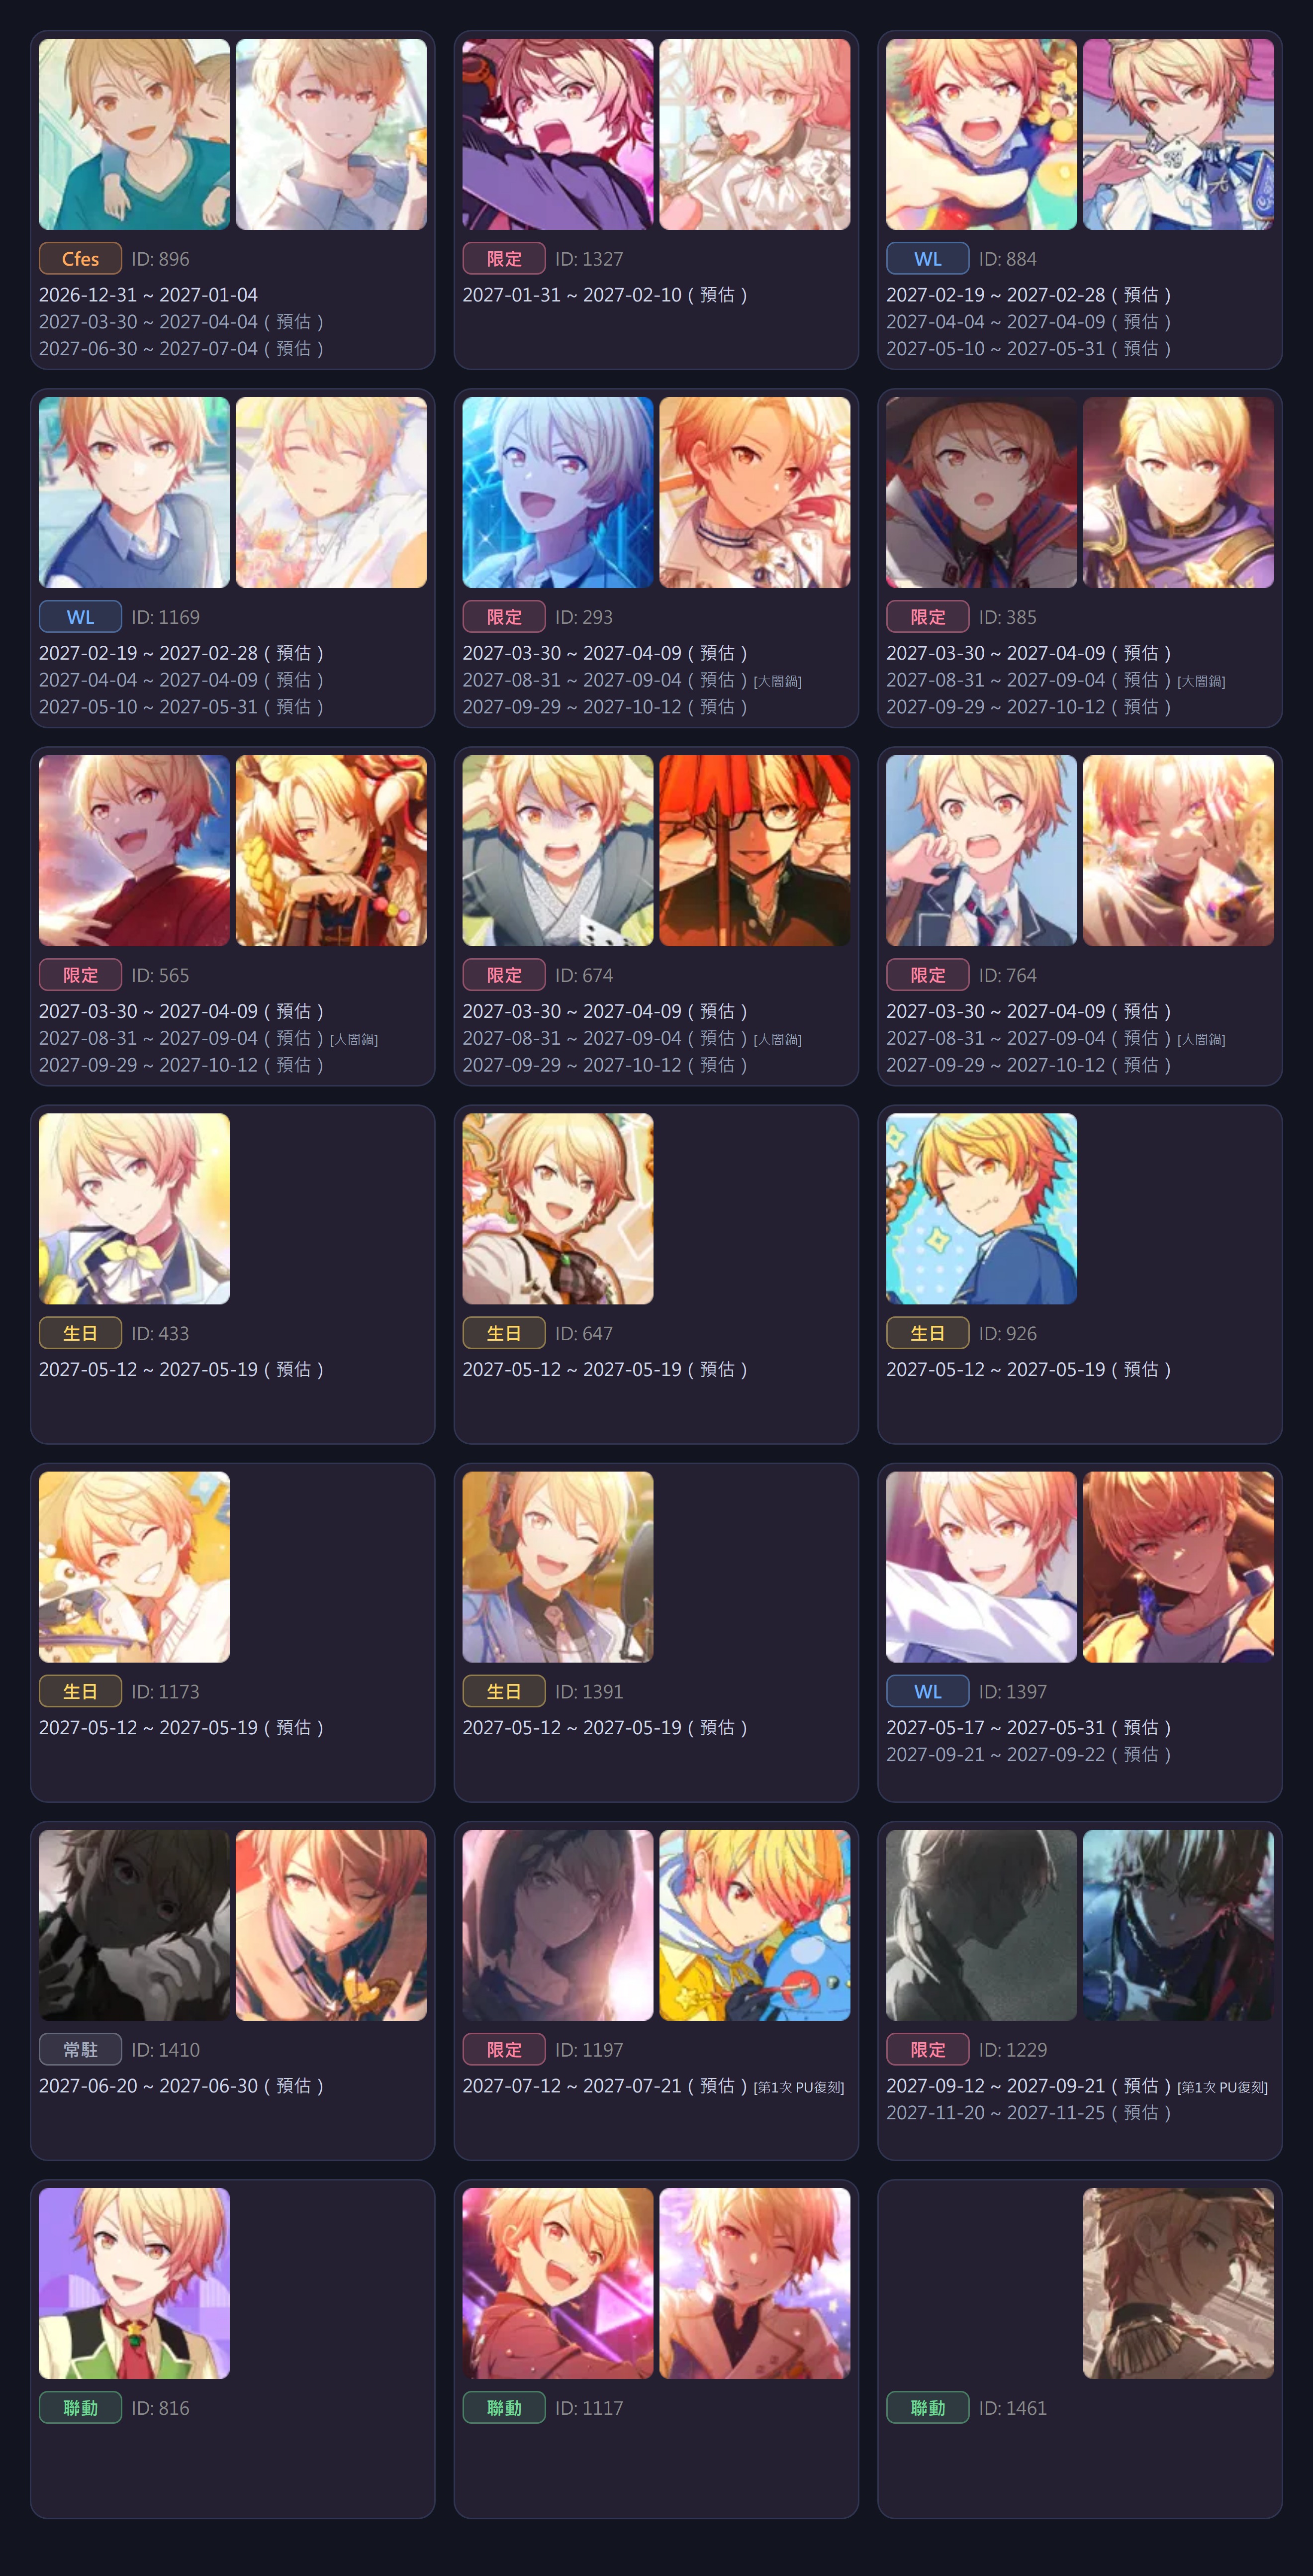 Cfes ID: 896
2026-12-31 ~ 2027-01-04
2027-03-30 ~ 2027-04-04 ( 預估 )
2027-06-30 ~ 2027-07-04 ( 預估 )
限定 ID: 1327
2027-01-31 ~ 2027-02-10 ( 預估 )
WL ID: 884
2027-02-19 ~ 2027-02-28 ( 預估 )
2027-04-04 ~ 2027-04-09 ( 預估 )
2027-05-10 ~ 2027-05-31 ( 預估 )
WL ID: 1169
2027-02-19 ~ 2027-02-28 ( 預估 )
2027-04-04 ~ 2027-04-09 ( 預估 )
2027-05-10 ~ 2027-05-31 ( 預估 )
限定 ID: 293
2027-03-30 ~ 2027-04-09 ( 預估 )
2027-08-31 ~ 2027-09-04 ( 預估 ) [大闇鍋]
2027-09-29 ~ 2027-10-12 ( 預估 )
限定 ID: 385
2027-03-30 ~ 2027-04-09 ( 預估 )
2027-08-31 ~ 2027-09-04 ( 預估 ) [大闇鍋]
2027-09-29 ~ 2027-10-12 ( 預估 )
限定 ID: 565
2027-03-30 ~ 2027-04-09 ( 預估 )
2027-08-31 ~ 2027-09-04 ( 預估 ) [大闇鍋]
2027-09-29 ~ 2027-10-12 ( 預估 )
限定 ID: 674
2027-03-30 ~ 2027-04-09 ( 預估 )
2027-08-31 ~ 2027-09-04 ( 預估 ) [大闇鍋]
2027-09-29 ~ 2027-10-12 ( 預估 )
限定 ID: 764
2027-03-30 ~ 2027-04-09 ( 預估 )
2027-08-31 ~ 2027-09-04 ( 預估 ) [大闇鍋]
2027-09-29 ~ 2027-10-12 ( 預估 )
生日 ID: 433
2027-05-12 ~ 2027-05-19 ( 預估 )
生日 ID: 647
2027-05-12 ~ 2027-05-19 ( 預估 )
生日 ID: 926
2027-05-12 ~ 2027-05-19 ( 預估 )
生日 ID: 1173
2027-05-12 ~ 2027-05-19 ( 預估 )
生日 ID: 1391
2027-05-12 ~ 2027-05-19 ( 預估 )
WL ID: 1397
2027-05-17 ~ 2027-05-31 ( 預估 )
2027-09-21 ~ 2027-09-22 ( 預估 )
常駐 ID: 1410
2027-06-20 ~ 2027-06-30 ( 預估 )
限定 ID: 1197
2027-07-12 ~ 2027-07-21 ( 預估 ) [第1次 PU復刻]
限定 ID: 1229
2027-09-12 ~ 2027-09-21 ( 預估 ) [第1次 PU復刻]
2027-11-20 ~ 2027-11-25 ( 預估 )
聯動 ID: 816
聯動 ID: 1117
聯動 ID: 1461